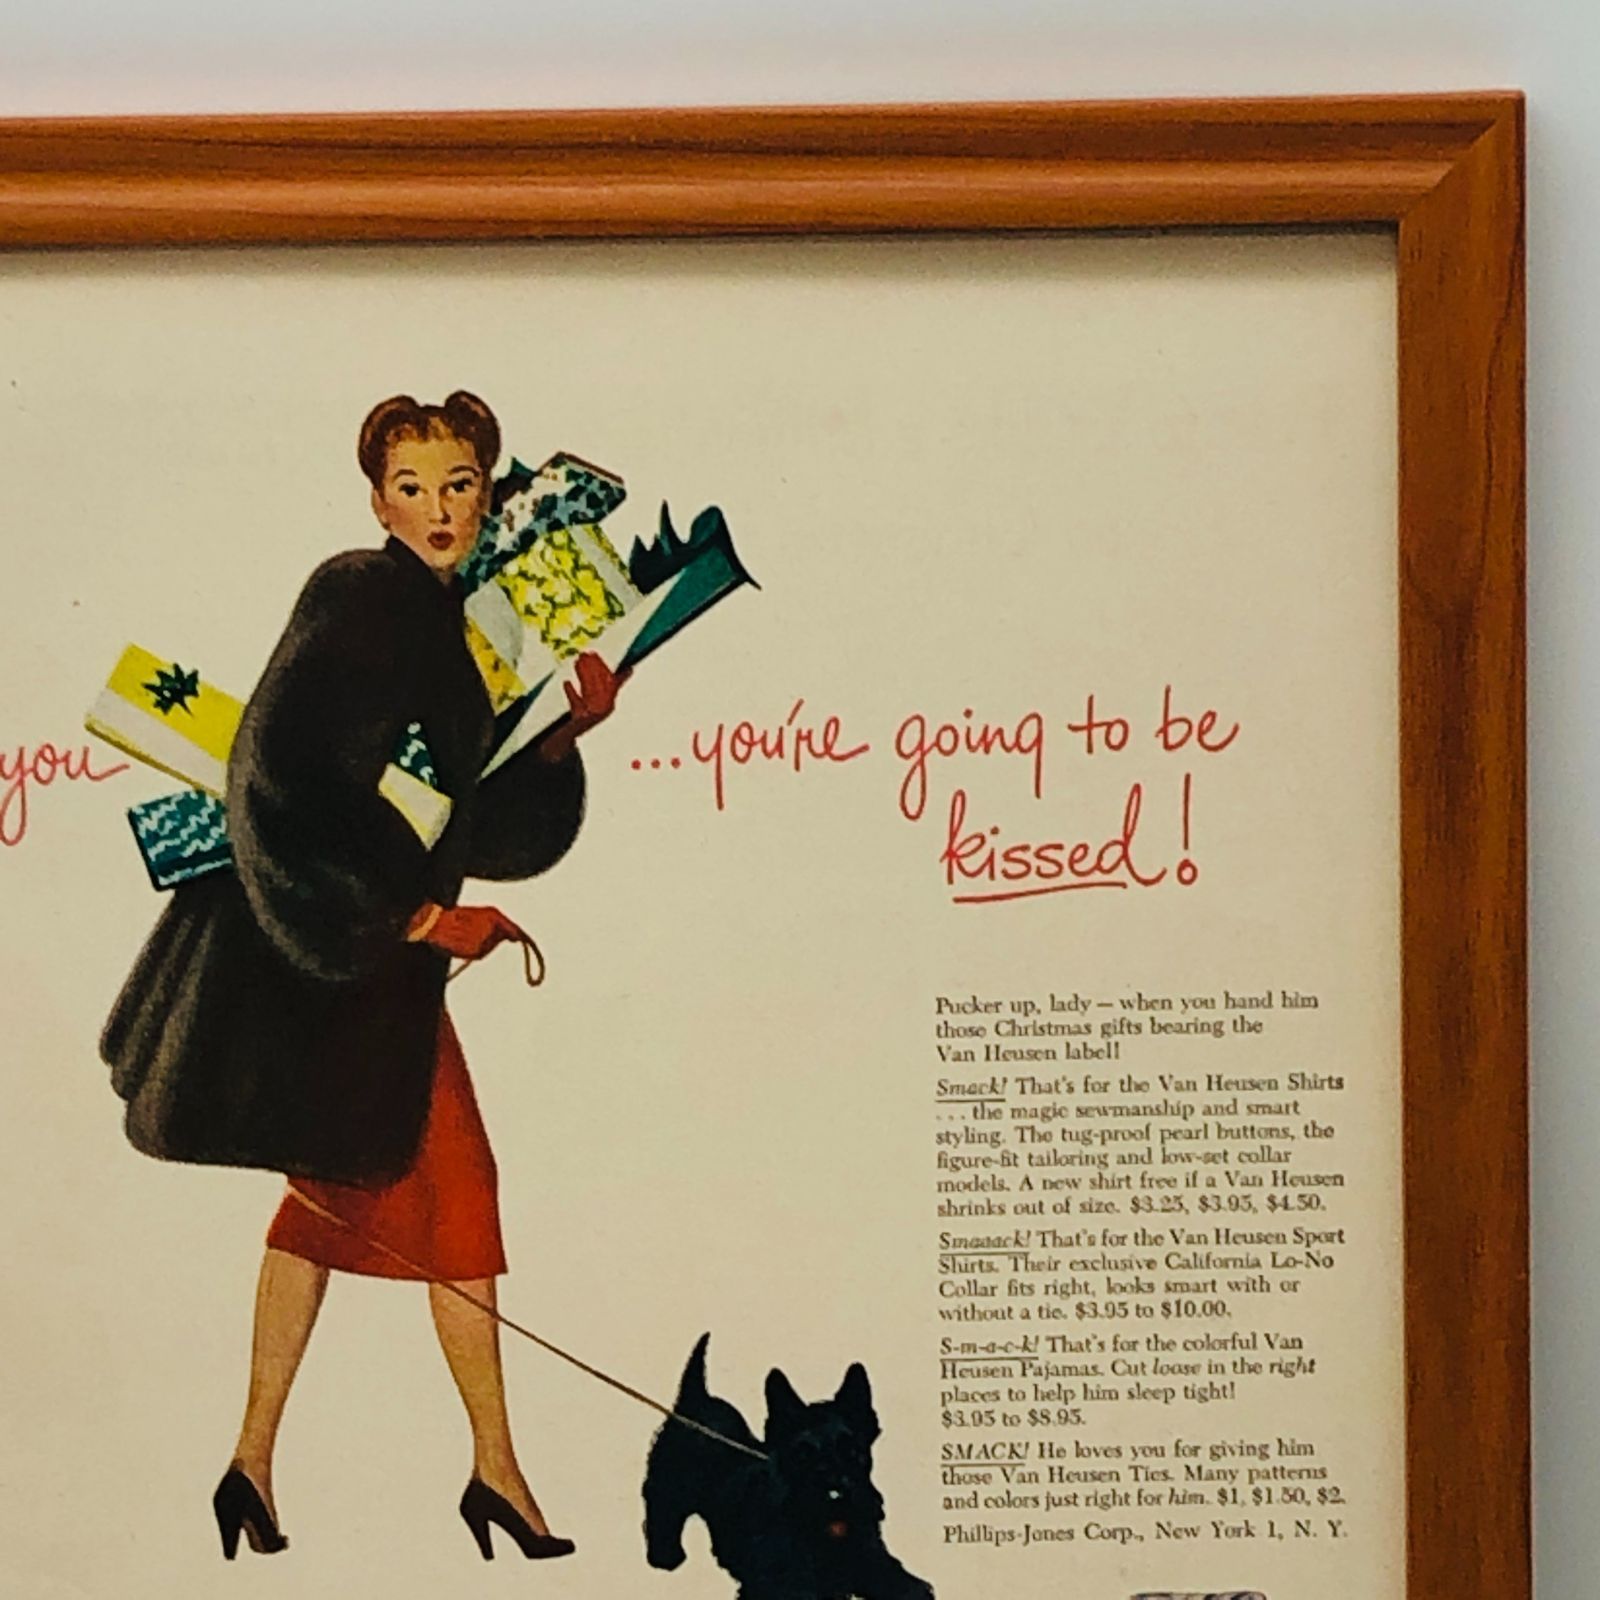 you
...you're going to be
kissed!
Pucker up, lady — when you hand him
those Christmas gifts bearing the
Van Heusen label!
Smack! That's for the Van Heusen Shirts
... the magic sewmanship and smart
styling. The tug-proof pearl buttons, the
figure-fit tailoring and low-set collar
models. A new shirt free if a Van Heusen
shrinks out of size. $3.25, $3.95, $4.50.
Smaaack! That's for the Van Heusen Sport
Shirts. Their exclusive California Lo-No
Collar fits right, looks smart with or
without a tie. $3.95 to $10.00.
S-m-a-c-k! That's for the colorful Van
Heusen Pajamas. Cut loose in the right
places to help him sleep tight!
$3.95 to $8.95.
SMACK! He loves you for giving him
those Van Heusen Ties. Many patterns
and colors just right for him. $1, $1.50, $2.
Phillips-Jones Corp., New York 1, N. Y.